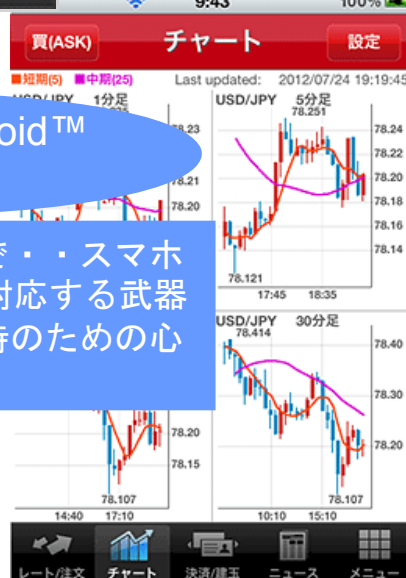 9:43
100%
買(ASK)
チャート
設定
■短期(5) ■中期(25) Last updated: 2012/07/24 19:19:45
USD/JPY 1分足
78.23
78.21
78.20
USD/JPY 5分足
78.251
78.24
78.22
78.20
78.18
78.16
78.14
78.121
17:45 18:35
oid™
・・スマホ
対応する武器
のための心
78.20
78.15
78.107
14:40 17:10
USD/JPY 30分足
78.414
78.40
78.30
78.20
78.107
10:10 15:10
レート/注文
チャート
決済/建玉
ニュース
メニュー